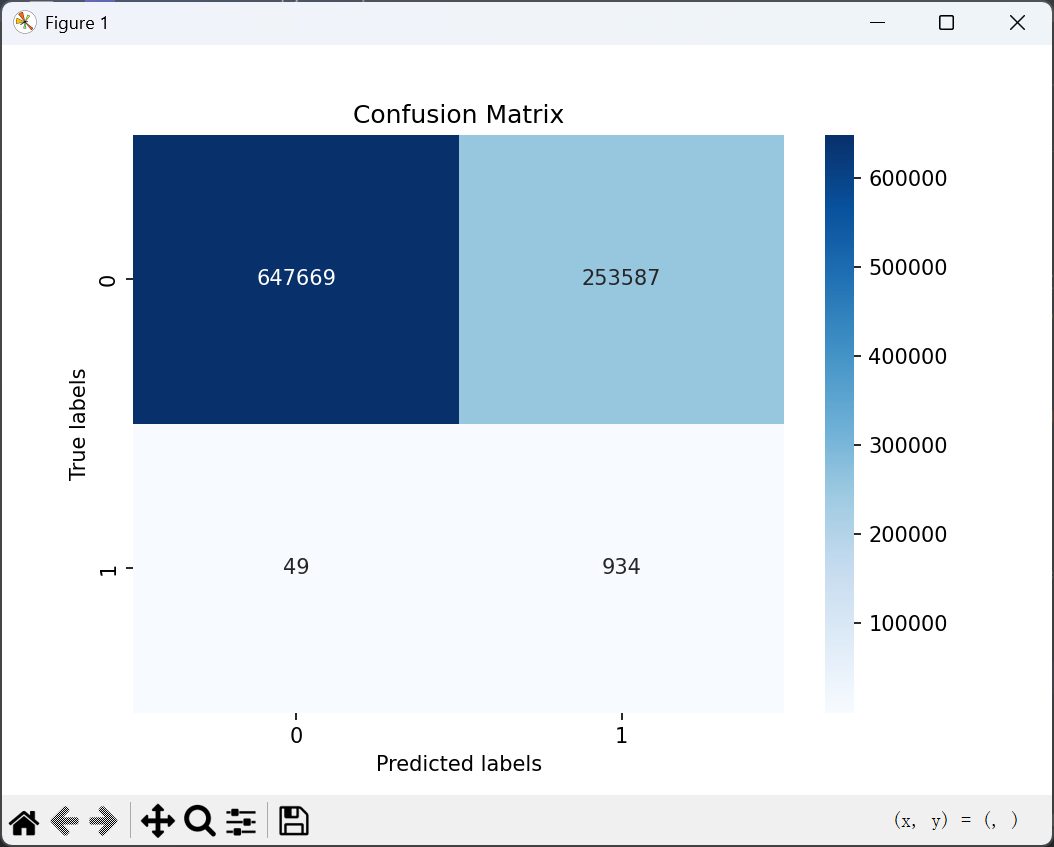 Figure 1
Confusion Matrix
600000
647669 253587
0
500000
400000
True labels
300000
200000
49 934
1
100000
0 1
Predicted labels
(x, y) = (, )